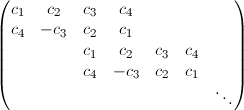 c₁ c₂ c₃ c₄
c₄ −c₃ c₂ c₁
c₁ c₂ c₃ c₄
c₄ −c₃ c₂ c₁
⋱